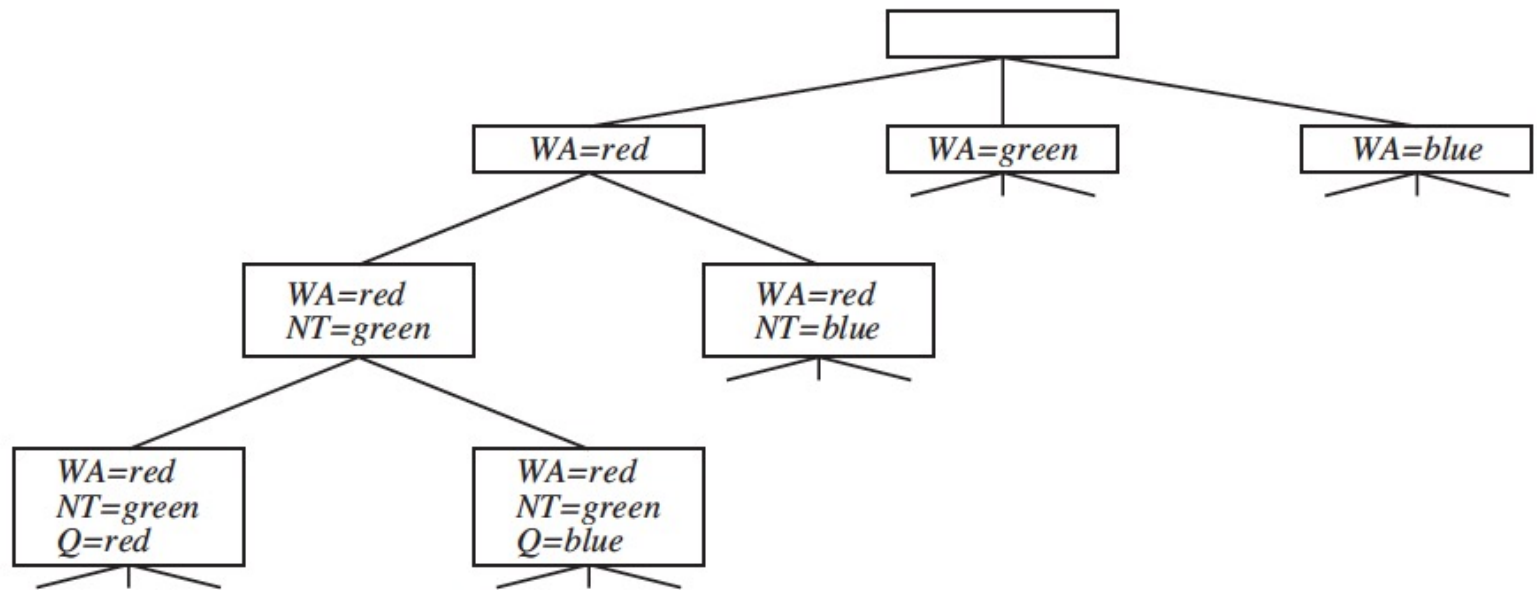 WA=red
WA=green
WA=blue
WA=red
NT=green
WA=red
NT=blue
WA=red
NT=green
Q=red
WA=red
NT=green
Q=blue